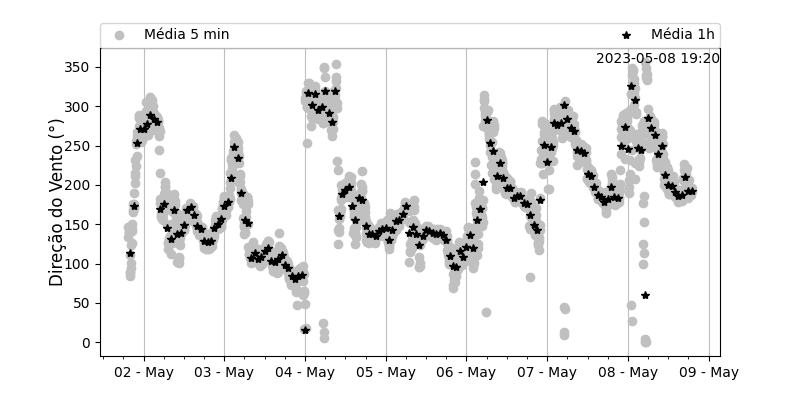 Média 5 min
Média 1h
2023-05-08 19:20
Direção do Vento (°)
350
300
250
200
150
100
50
0
02 - May
03 - May
04 - May
05 - May
06 - May
07 - May
08 - May
09 - May